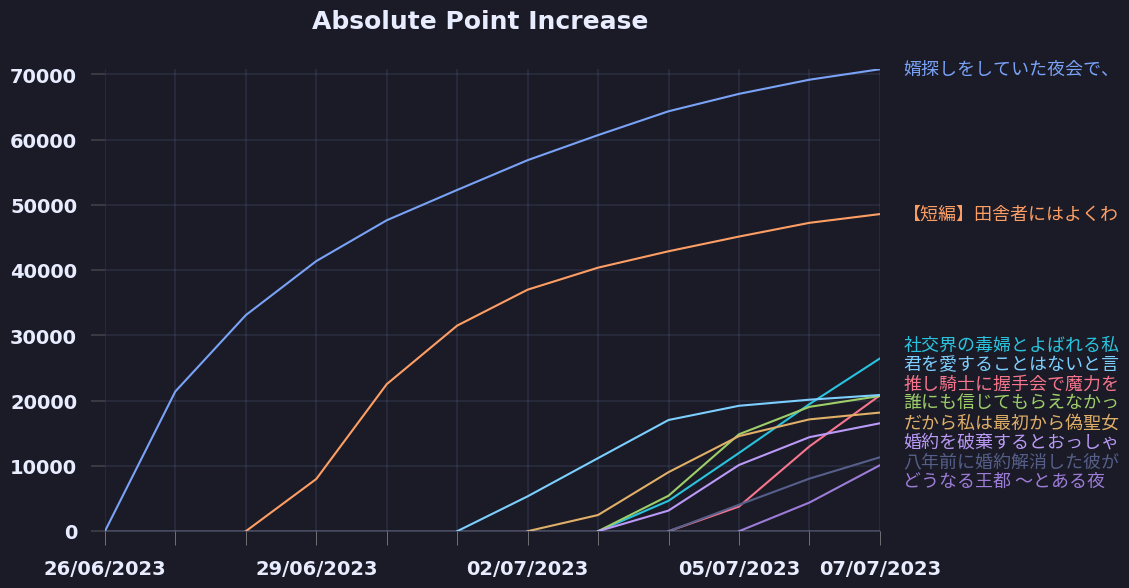 Absolute Point Increase
70000
60000
50000
40000
30000
20000
10000
0
26/06/2023
29/06/2023
02/07/2023
05/07/2023
07/07/2023
婿探しをしていた夜会で、
【短編】田舎者にはよくわ
社交界の毒婦とよばれる私
君を愛することはないと言
推し騎士に握手会で魔力を
誰にも信じてもらえなかっ
だから私は最初から偽聖女
婚約を破棄するとおっしゃ
八年前に婚約解消した彼が
どうなる王都 ～とある夜